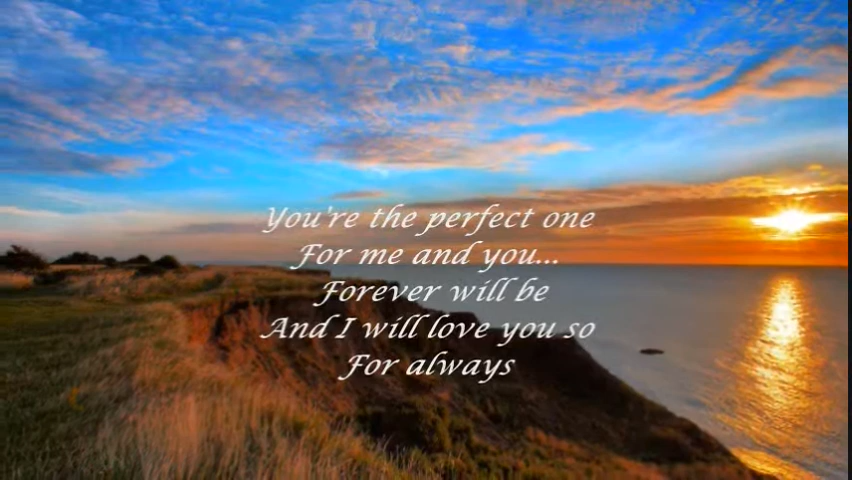 You're the perfect one
For me and you...
Forever will be
And I will love you so
For always